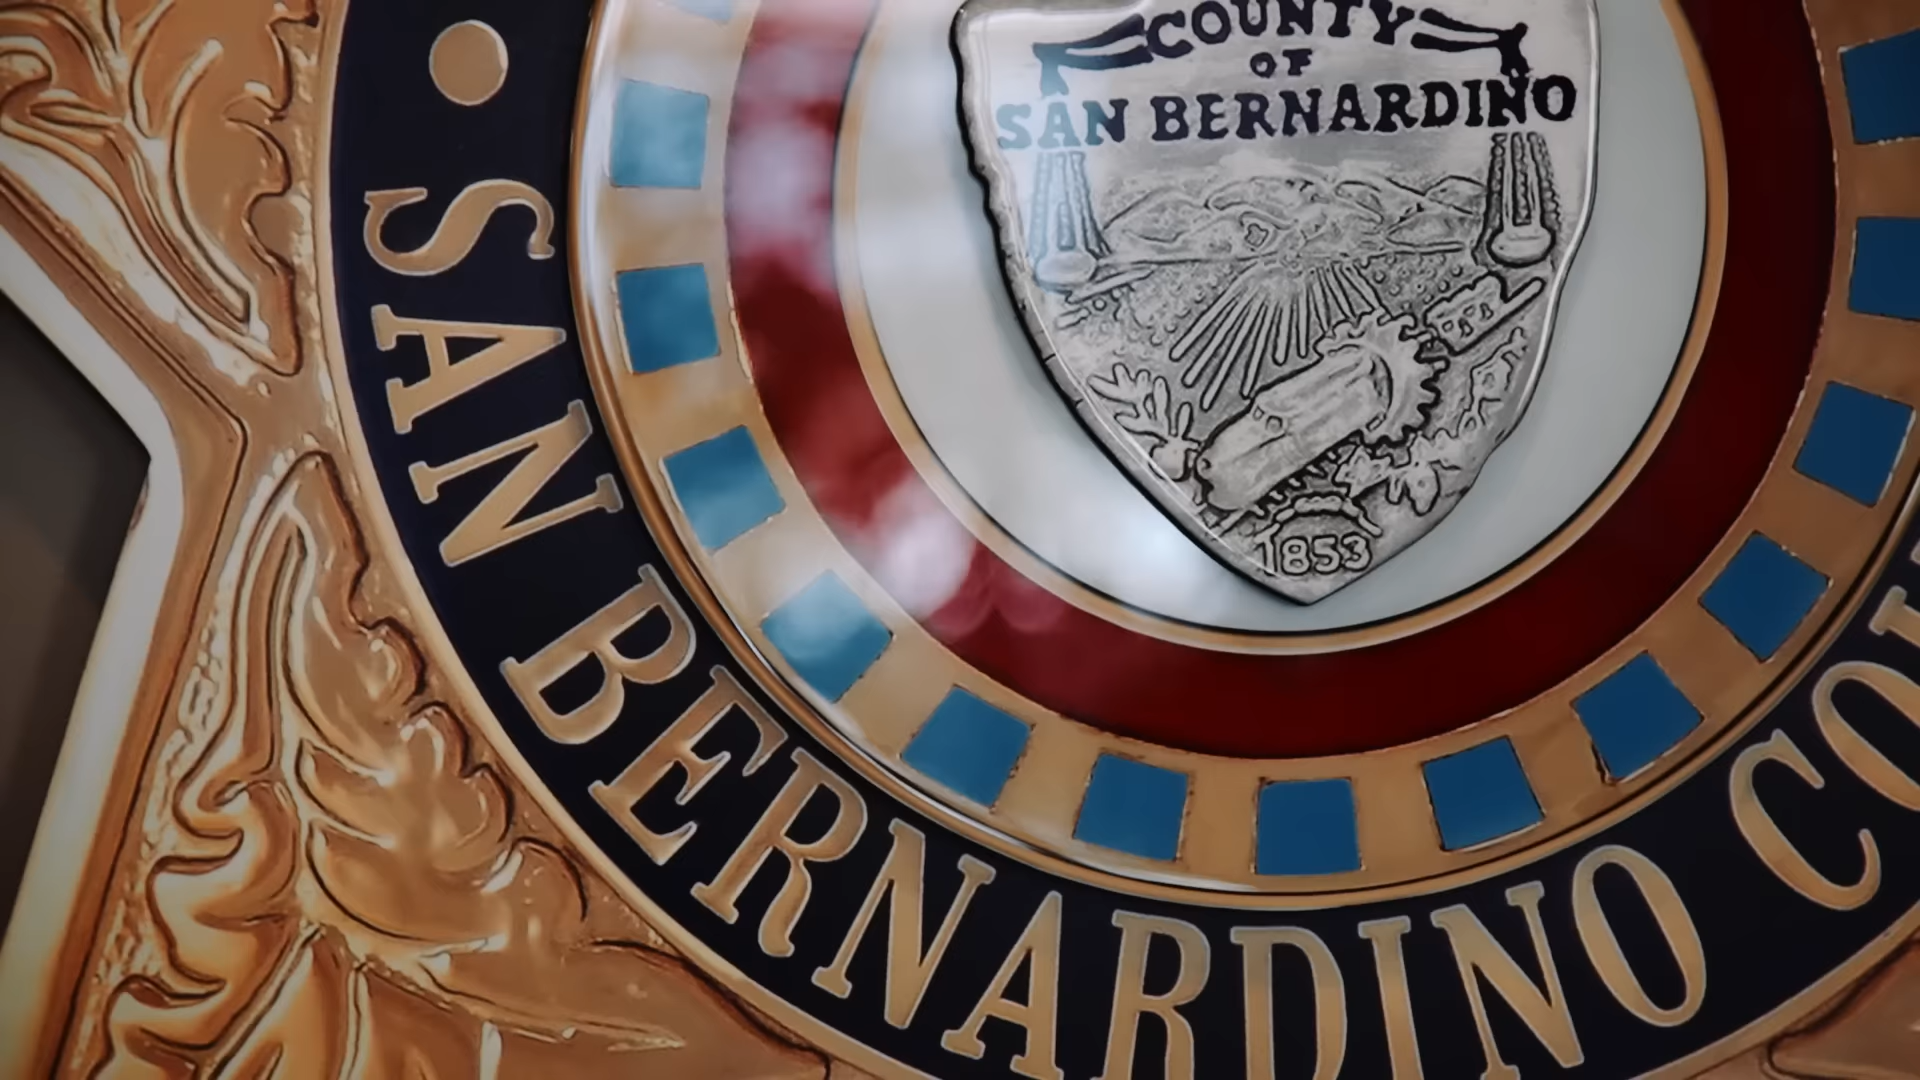 COUNTY
OF
SAN BERNARDINO
1853
SAN BERNARDINO